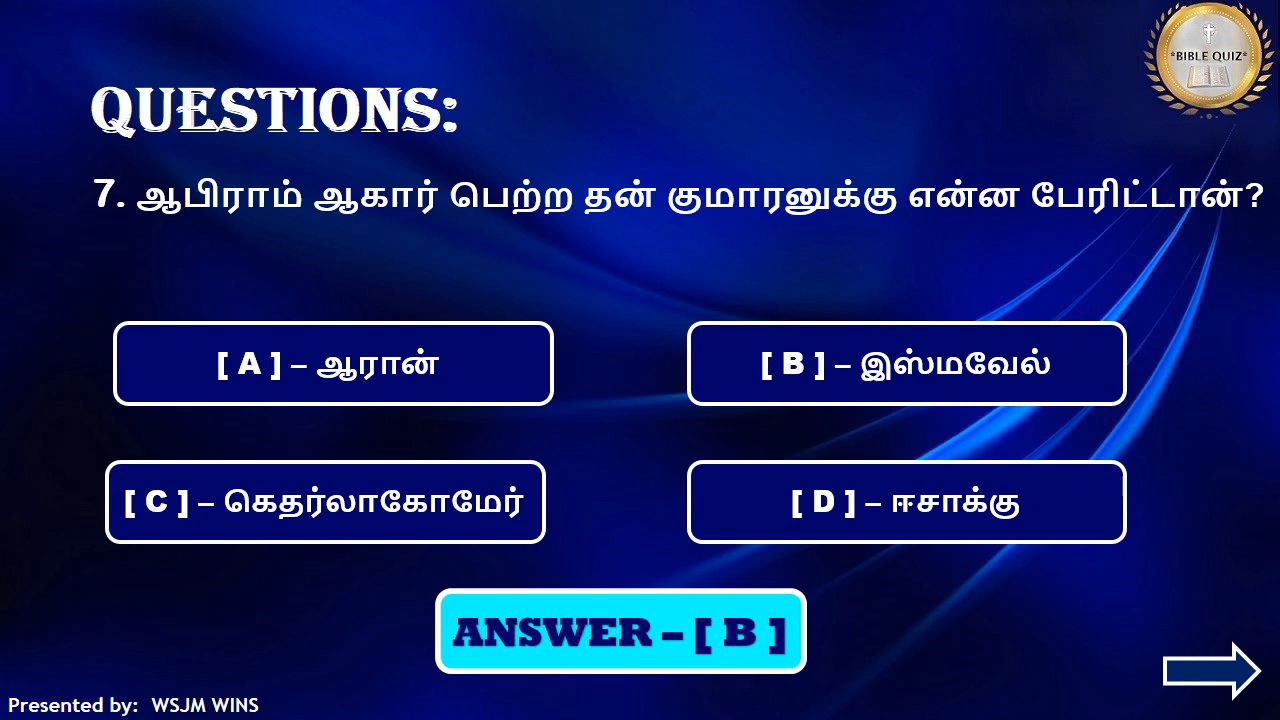 *BIBLE QUIZ*
QUESTIONS:
7. ஆபிராம் ஆகார் பெற்ற தன் குமாரனுக்கு என்ன பேரிட்டான்?
[ A ] – ஆரான்
[ B ] – இஸ்மவேல்
[ C ] – கெதர்லாகோமேர்
[ D ] – ஈசாக்கு
ANSWER – [ B ]
Presented by: WSJM WINS